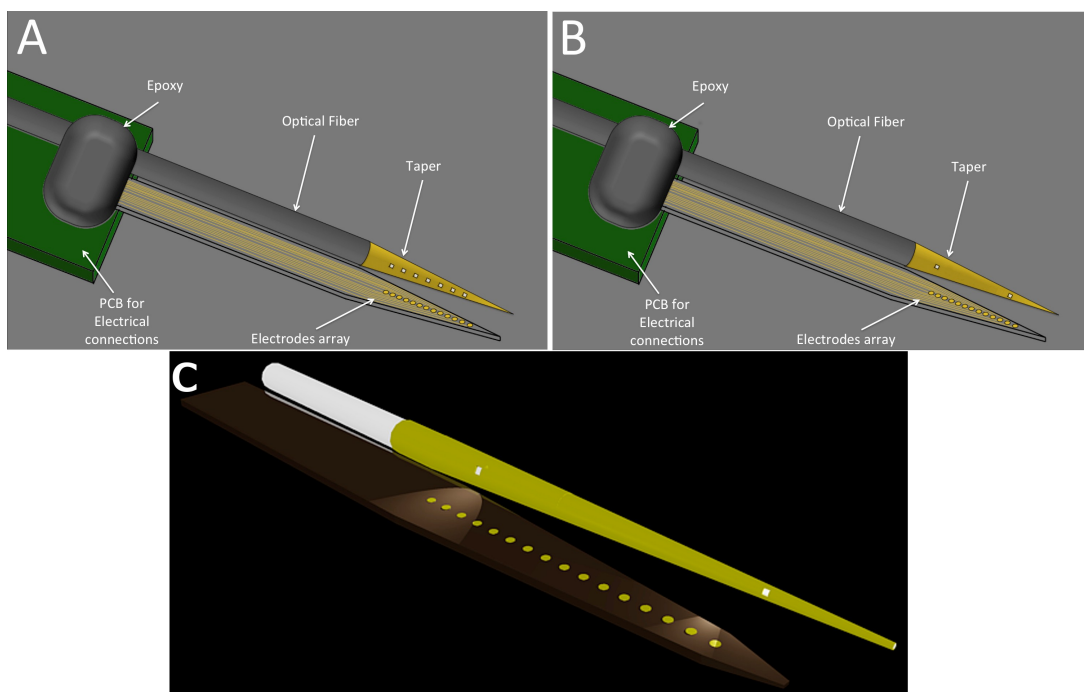 A
Epoxy
Optical Fiber
Taper
PCB for
Electrical
connections
Electrodes array
B
Epoxy
Optical Fiber
Taper
PCB for
Electrical
connections
Electrodes array
C